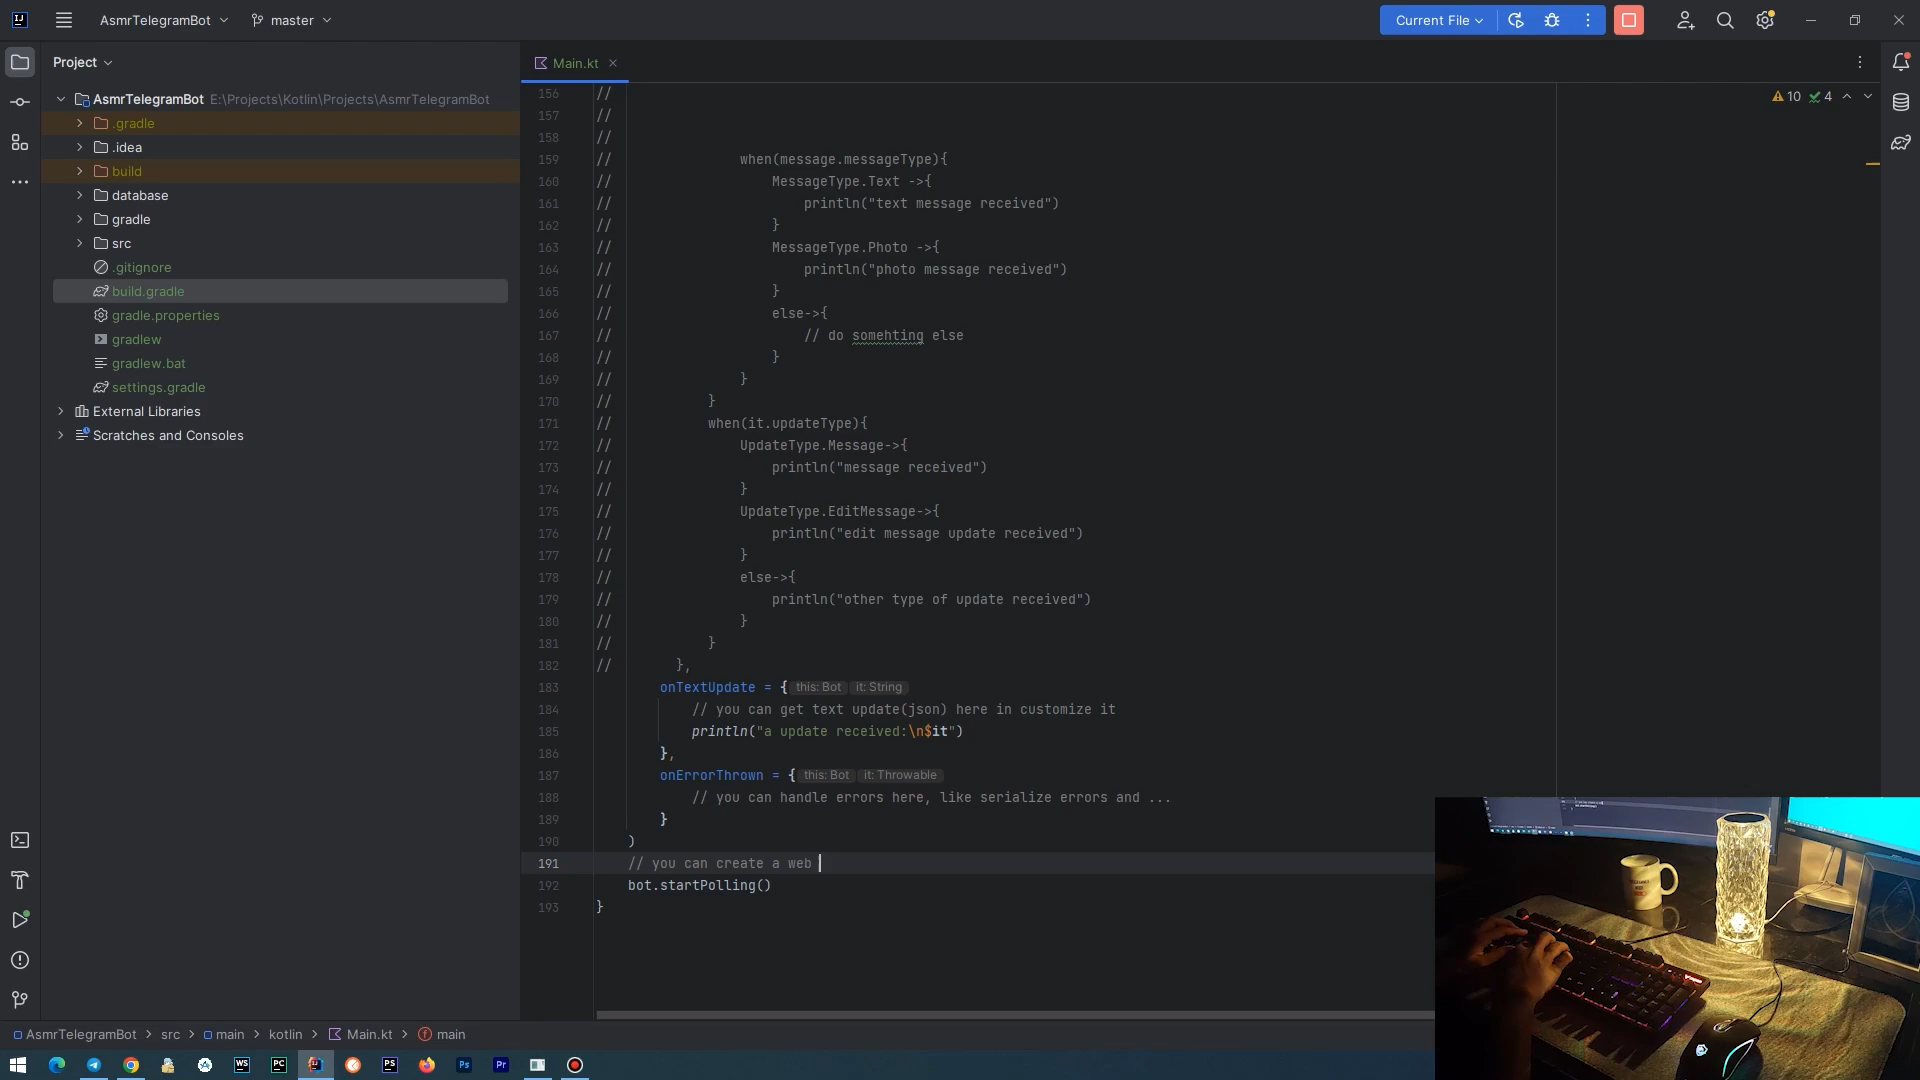 AsmrTelegramBot
master
Current File
Project
Main.kt
AsmrTelegramBot E:\Projects\Kotlin\Projects\AsmrTelegramBot
.gradle
.idea
build
database
gradle
src
.gitignore
build.gradle
gradle.properties
gradlew
gradlew.bat
settings.gradle
External Libraries
Scratches and Consoles
10 4
156 //
157 //
158 //
159 // when(message.messageType){
160 // MessageType.Text ->{
161 // println("text message received")
162 // }
163 // MessageType.Photo ->{
164 // println("photo message received")
165 // }
166 // else->{
167 // // do somehting else
168 // }
169 // }
170 // }
171 // when(it.updateType){
172 // UpdateType.Message->{
173 // println("message received")
174 // }
175 // UpdateType.EditMessage->{
176 // println("edit message update received")
177 // }
178 // else->{
179 // println("other type of update received")
180 // }
181 // }
182 // },
183 onTextUpdate = { this: Bot it: String
184 // you can get text update(json) here in customize it
185 println("a update received:\n$it")
186 },
187 onErrorThrown = { this: Bot it: Throwable
188 // you can handle errors here, like serialize errors and ...
189 }
190 )
191 // you can create a web
192 bot.startPolling()
193 }
AsmrTelegramBot > src > main > kotlin > Main.kt > main
WS
PC
PS
Ps
Pr